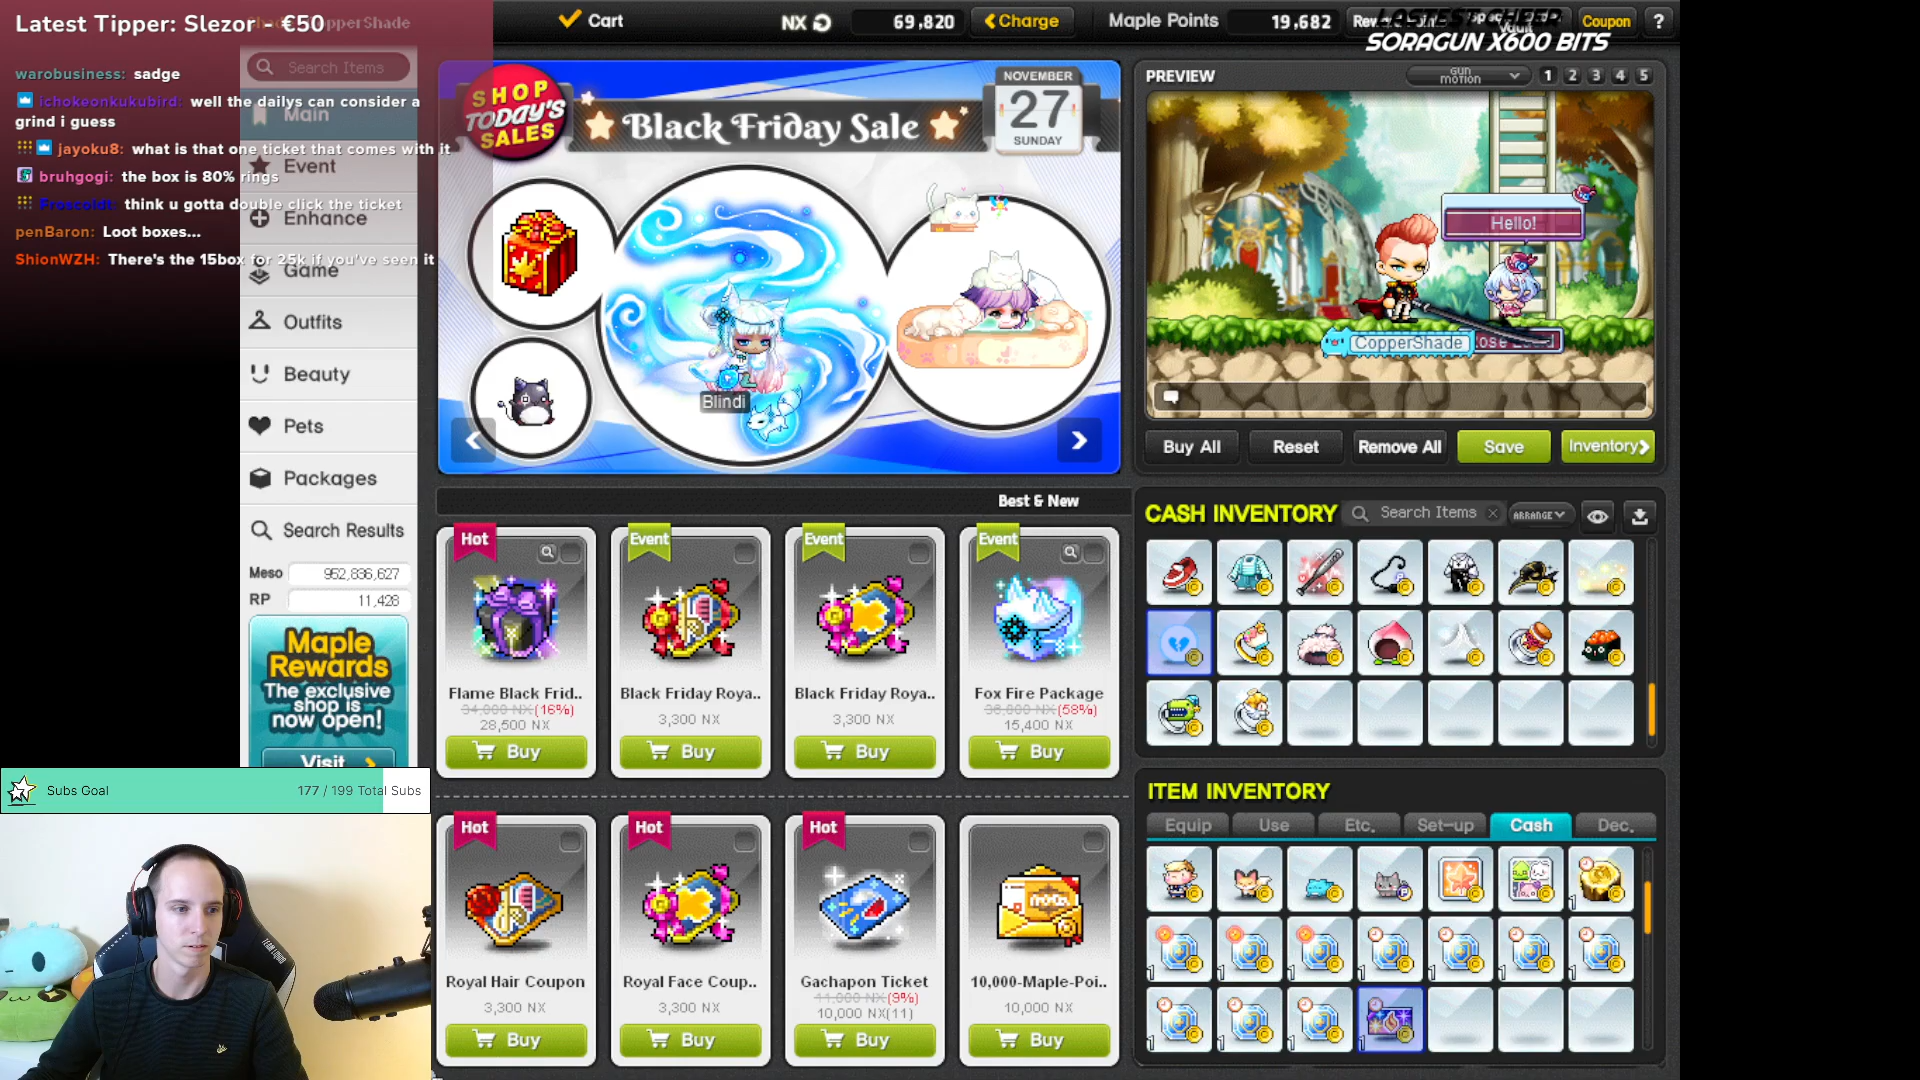 Latest Tipper: Slezor - €50
warobusiness: sadge
ichokeonkukubird: well the dailys can consider a
grind i guess
jayoku8: what is that one ticket that comes with it
bruhgogi: the box is 80% rings
Froscoldt: think u gotta double click the ticket
penBaron: Loot boxes...
ShionWZH: There's the 15box for 25k if you've seen it
CopperShade
Search Items
Main
Event
Enhance
Game
Outfits
Beauty
Pets
Packages
Search Results
Meso 952,836,627
RP 11,428
Maple
Rewards
The exclusive
shop is
now open!
Visit
Subs Goal 177 / 199 Total Subs
Cart
NX 69,820
Charge
Maple Points 19,682
Coupon
?
LASTEST CHEER
SORAGUN X600 BITS
SHOP
TODAY'S
SALES
Black Friday Sale
NOVEMBER
27
SUNDAY
Blindi
PREVIEW
Gun
motion
1 2 3 4 5
Hello!
CopperShade
Buy All
Reset
Remove All
Save
Inventory
Best & New
Hot
Flame Black Frid..
34,000 NX(16%)
28,500 NX
Buy
Event
Black Friday Roya..
3,300 NX
Buy
Event
Black Friday Roya..
3,300 NX
Buy
Event
Fox Fire Package
36,800 NX(58%)
15,400 NX
Buy
Hot
Royal Hair Coupon
3,300 NX
Buy
Hot
Royal Face Coup..
3,300 NX
Buy
Hot
Gachapon Ticket
11,000 NX(9%)
10,000 NX(11)
Buy
10,000-Maple-Poi..
10,000 NX
Buy
CASH INVENTORY
Search Items
ARRANGE
ITEM INVENTORY
Equip
Use
Etc.
Set-up
Cash
Dec.